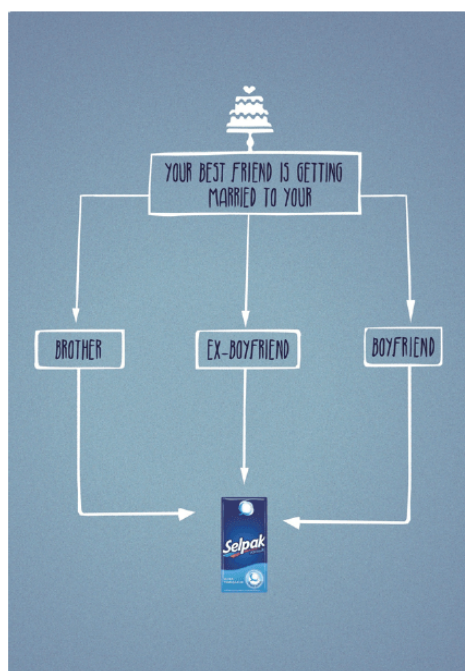 YOUR BEST FRIEND IS GETTING
MARRIED TO YOUR
BROTHER
EX-BOYFRIEND
BOYFRIEND
Selpak